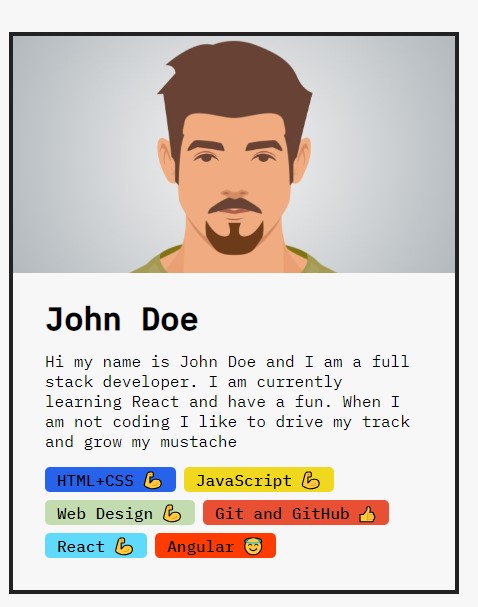 John Doe
Hi my name is John Doe and I am a full
stack developer. I am currently
learning React and have a fun. When I
am not coding I like to drive my track
and grow my mustache
HTML+CSS 💪 JavaScript 💪
Web Design 💪 Git and GitHub 👍
React 💪 Angular 😇